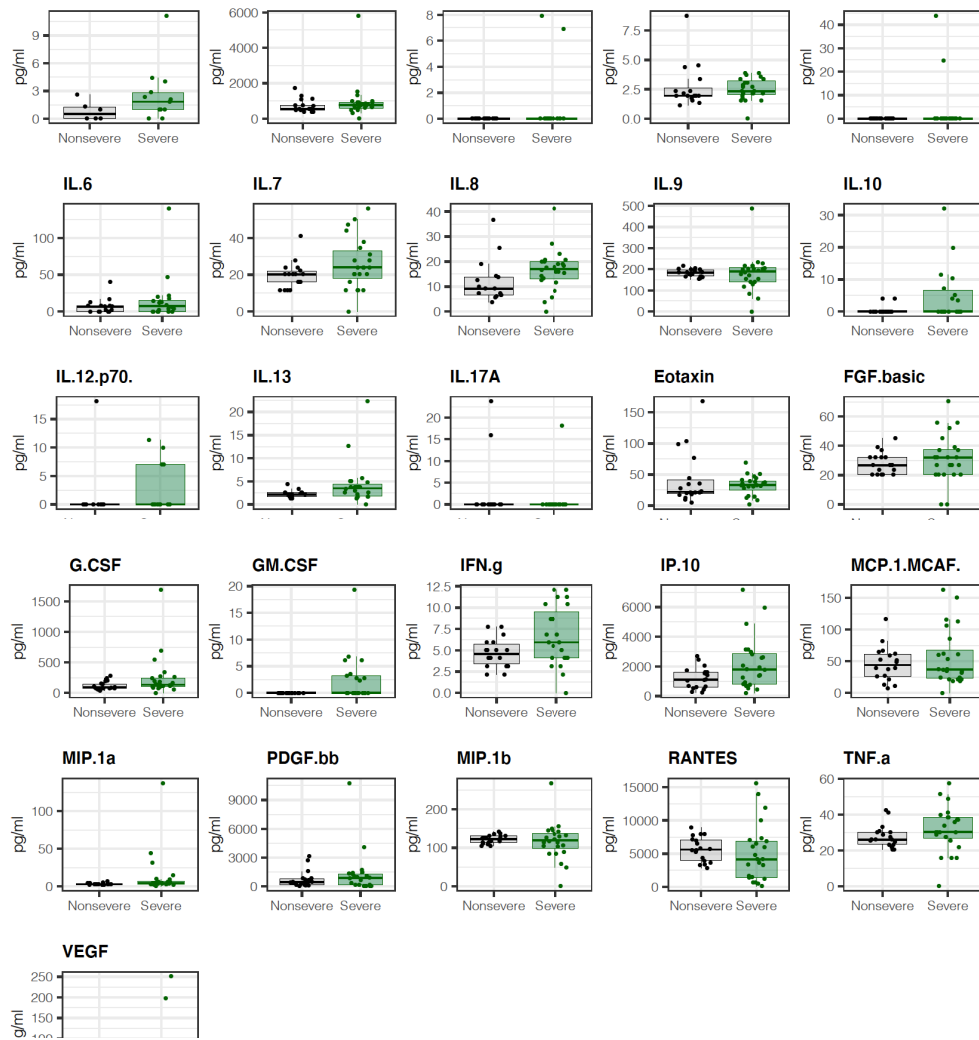 pg/ml 9 6 3 0 Nonsevere Severe
pg/ml 6000 4000 2000 0 Nonsevere Severe
pg/ml 8 6 4 2 0 Nonsevere Severe
pg/ml 7.5 5.0 2.5 0.0 Nonsevere Severe
pg/ml 40 30 20 10 0 Nonsevere Severe
IL.6
pg/ml 100 50 0 Nonsevere Severe
IL.7
pg/ml 40 20 0 Nonsevere Severe
IL.8
pg/ml 40 30 20 10 0 Nonsevere Severe
IL.9
pg/ml 500 400 300 200 100 0 Nonsevere Severe
IL.10
pg/ml 30 20 10 0 Nonsevere Severe
IL.12.p70.
pg/ml 15 10 5 0
IL.13
pg/ml 20 15 10 5 0
IL.17A
pg/ml 20 15 10 5 0
Eotaxin
pg/ml 150 100 50 0
FGF.basic
pg/ml 60 40 20 0
G.CSF
pg/ml 1500 1000 500 0 Nonsevere Severe
GM.CSF
pg/ml 20 15 10 5 0 Nonsevere Severe
IFN.g
pg/ml 12.5 10.0 7.5 5.0 2.5 0.0 Nonsevere Severe
IP.10
pg/ml 6000 4000 2000 0 Nonsevere Severe
MCP.1.MCAF.
pg/ml 150 100 50 0 Nonsevere Severe
MIP.1a
pg/ml 150 100 50 0 Nonsevere Severe
PDGF.bb
pg/ml 9000 6000 3000 0 Nonsevere Severe
MIP.1b
pg/ml 200 100 0 Nonsevere Severe
RANTES
pg/ml 15000 10000 5000 0 Nonsevere Severe
TNF.a
pg/ml 60 40 20 0 Nonsevere Severe
VEGF
g/ml 250 200 150 100